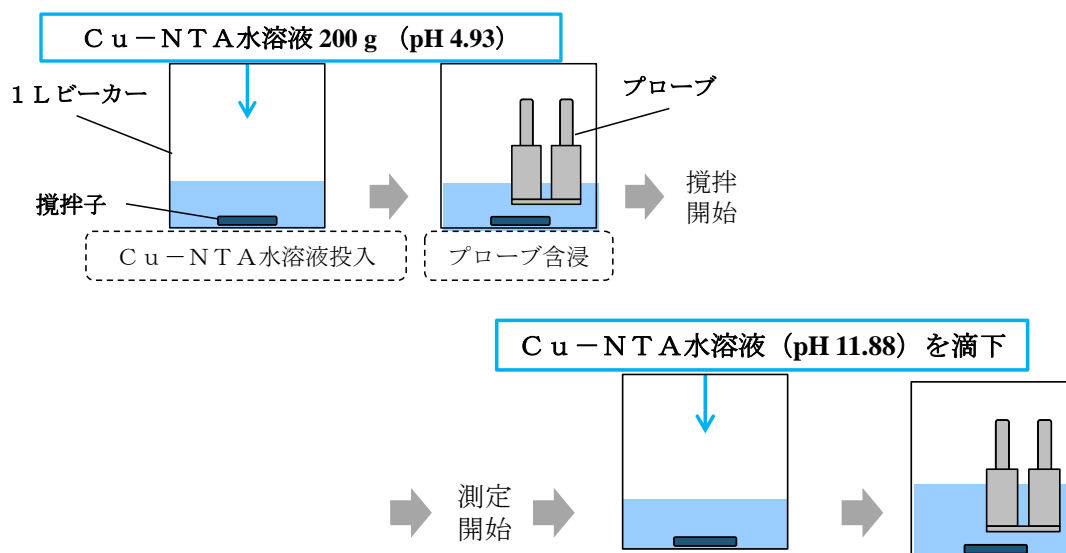 Ｃｕ－ＮＴＡ水溶液 200 g （pH 4.93）
１Ｌビーカー
プローブ
撹拌子
撹拌
開始
Ｃｕ－ＮＴＡ水溶液投入
プローブ含浸
Ｃｕ－ＮＴＡ水溶液（pH 11.88）を滴下
測定
開始